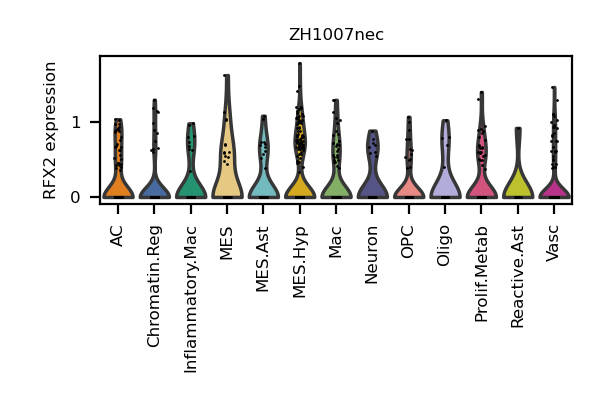 ZH1007nec
RFX2 expression
1
0
AC
Chromatin.Reg
Inflammatory.Mac
MES
MES.Ast
MES.Hyp
Mac
Neuron
OPC
Oligo
Prolif.Metab
Reactive.Ast
Vasc